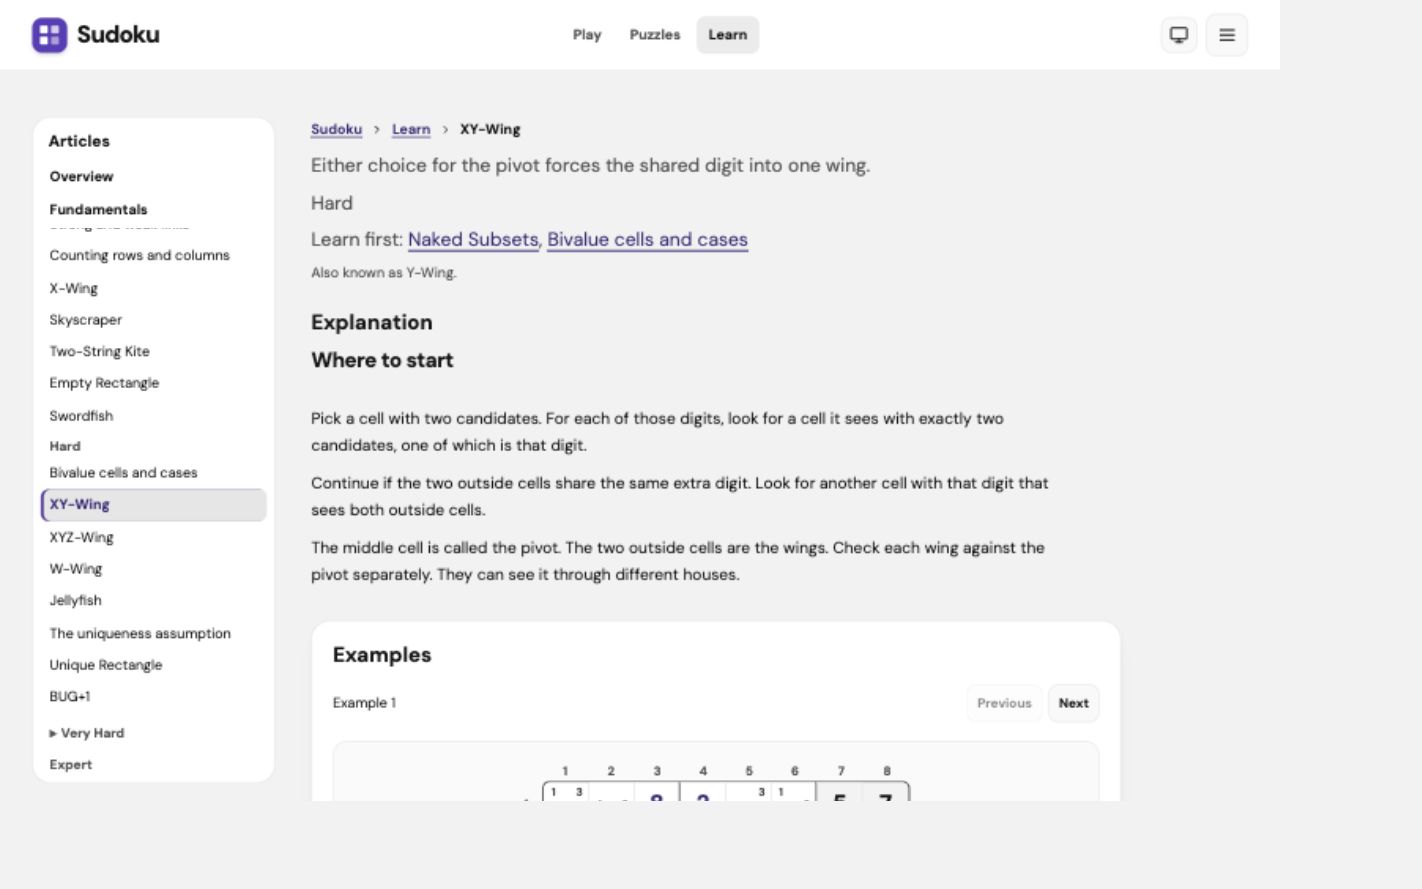 Sudoku
Play
Puzzles
Learn
Articles
Overview
Fundamentals
Counting rows and columns
X-Wing
Skyscraper
Two-String Kite
Empty Rectangle
Swordfish
Hard
Bivalue cells and cases
XY-Wing
XYZ-Wing
W-Wing
Jellyfish
The uniqueness assumption
Unique Rectangle
BUG+1
▸ Very Hard
Expert
Sudoku > Learn > XY-Wing
Either choice for the pivot forces the shared digit into one wing.
Hard
Learn first: Naked Subsets, Bivalue cells and cases
Also known as Y-Wing.
Explanation
Where to start
Pick a cell with two candidates. For each of those digits, look for a cell it sees with exactly two
candidates, one of which is that digit.
Continue if the two outside cells share the same extra digit. Look for another cell with that digit that
sees both outside cells.
The middle cell is called the pivot. The two outside cells are the wings. Check each wing against the
pivot separately. They can see it through different houses.
Examples
Example 1
Previous
Next
1 2 3 4 5 6 7 8
1 3 3 1